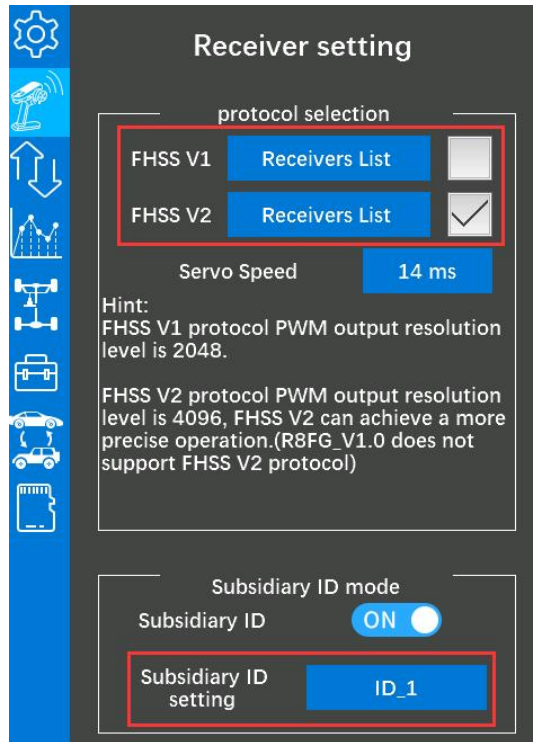 Receiver setting
protocol selection
FHSS V1 Receivers List
FHSS V2 Receivers List
Servo Speed 14 ms
Hint:
FHSS V1 protocol PWM output resolution
level is 2048.
FHSS V2 protocol PWM output resolution
level is 4096, FHSS V2 can achieve a more
precise operation.(R8FG_V1.0 does not
support FHSS V2 protocol)
Subsidiary ID mode
Subsidiary ID ON
Subsidiary ID
setting
ID_1